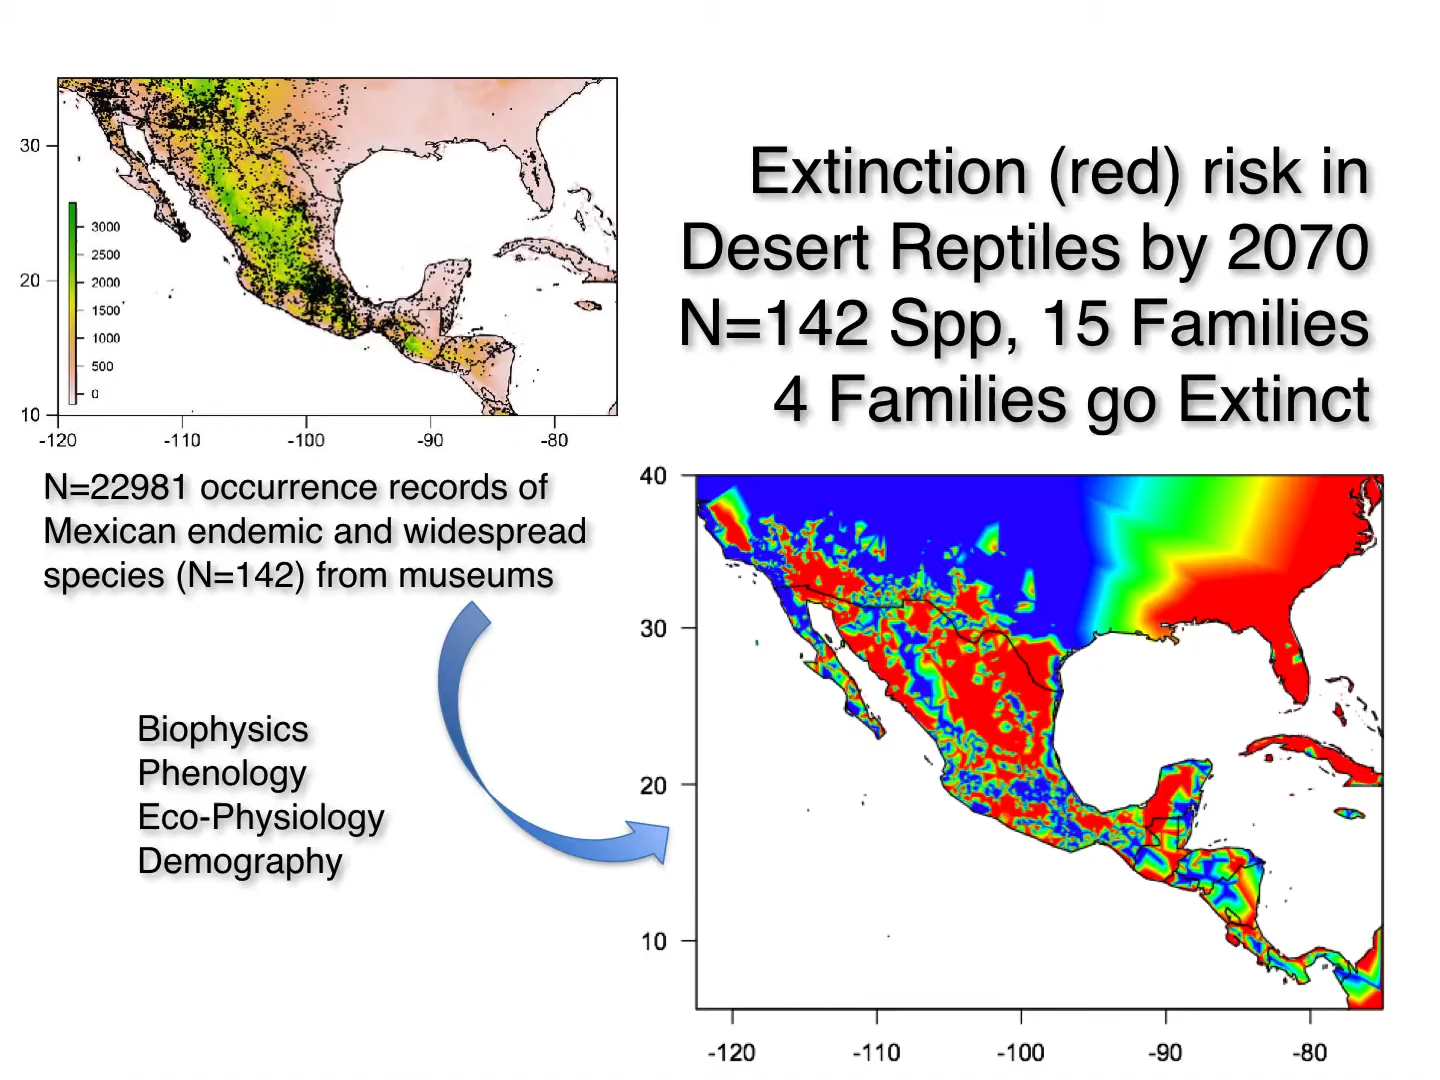 Extinction (red) risk in
Desert Reptiles by 2070
N=142 Spp, 15 Families
4 Families go Extinct
30
20
10
3000
2500
2000
1500
1000
500
0
-120
-110
-100
-90
-80
N=22981 occurrence records of
Mexican endemic and widespread
species (N=142) from museums
Biophysics
Phenology
Eco-Physiology
Demography
40
30
20
10
-120
-110
-100
-90
-80